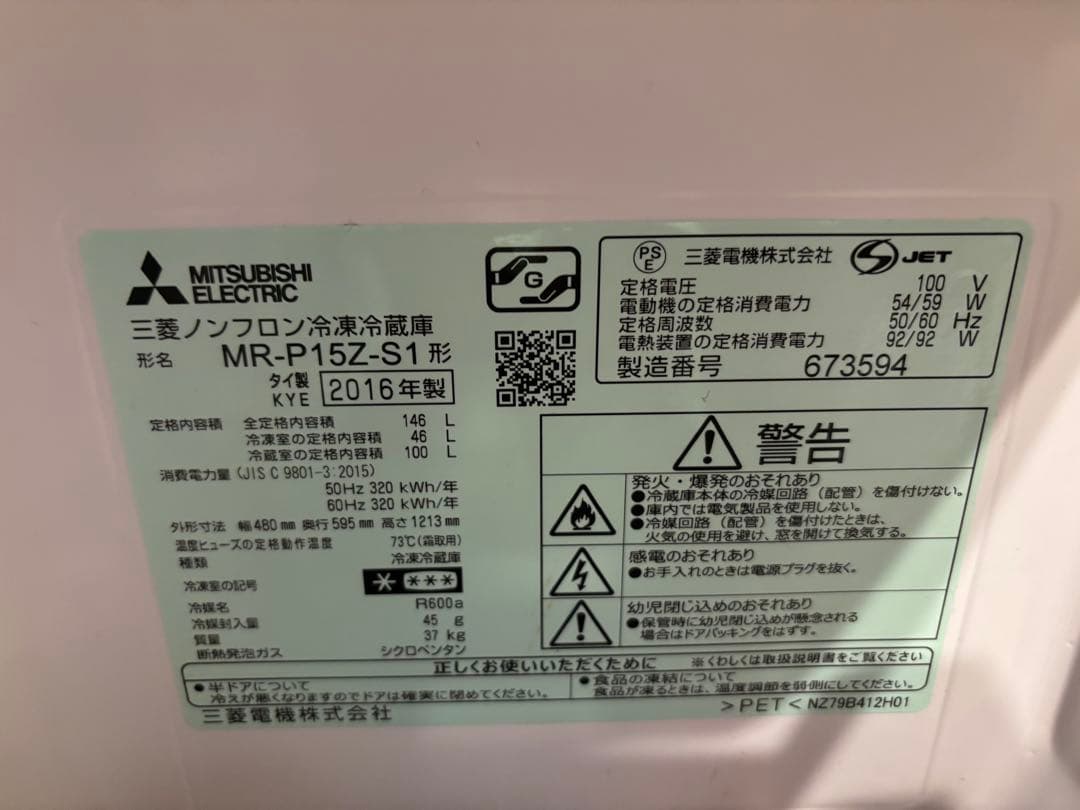 MITSUBISHI
ELECTRIC
三菱ノンフロン冷凍冷蔵庫
形名 MR-P15Z-S1形
タイ製
KYE 2016年製
定格内容積 全定格内容積 146 L
冷凍室の定格内容積 46 L
冷蔵室の定格内容積 100 L
消費電力量 (JIS C 9801-3:2015)
50Hz 320 kWh/年
60Hz 320 kWh/年
外形寸法 幅480mm 奥行595mm 高さ1213mm
温度ヒューズの定格動作温度 73℃(霜取用)
種類 冷凍冷蔵庫
冷凍室の記号
冷媒名 R600a
冷媒封入量 45 g
質量 37 kg
断熱発泡ガス シクロペンタン
G
PS
E 三菱電機株式会社 JET
定格電圧 100 V
電動機の定格消費電力 54/59 W
定格周波数 50/60 Hz
電熱装置の定格消費電力 92/92 W
製造番号 673594
警告
発火・爆発のおそれあり
●冷蔵庫本体の冷媒回路(配管)を傷付けない。
●庫内では電気製品を使用しない。
●冷媒回路(配管)を傷付けたときは、
火気の使用を避け、窓を開けて換気する。
感電のおそれあり
●お手入れのときは電源プラグを抜く。
幼児閉じ込めのおそれあり
●保管時に幼児閉じ込めが懸念される
場合はドアパッキングをはずす。
正しくお使いいただくために ※くわしくは取扱説明書をご覧ください
●半ドアについて
冷えが悪くなりますのでドアは確実に閉めてください。
●食品の凍結について
食品が凍るときは、温度調節を弱側にしてください。
三菱電機株式会社
>PET< NZ79B412H01